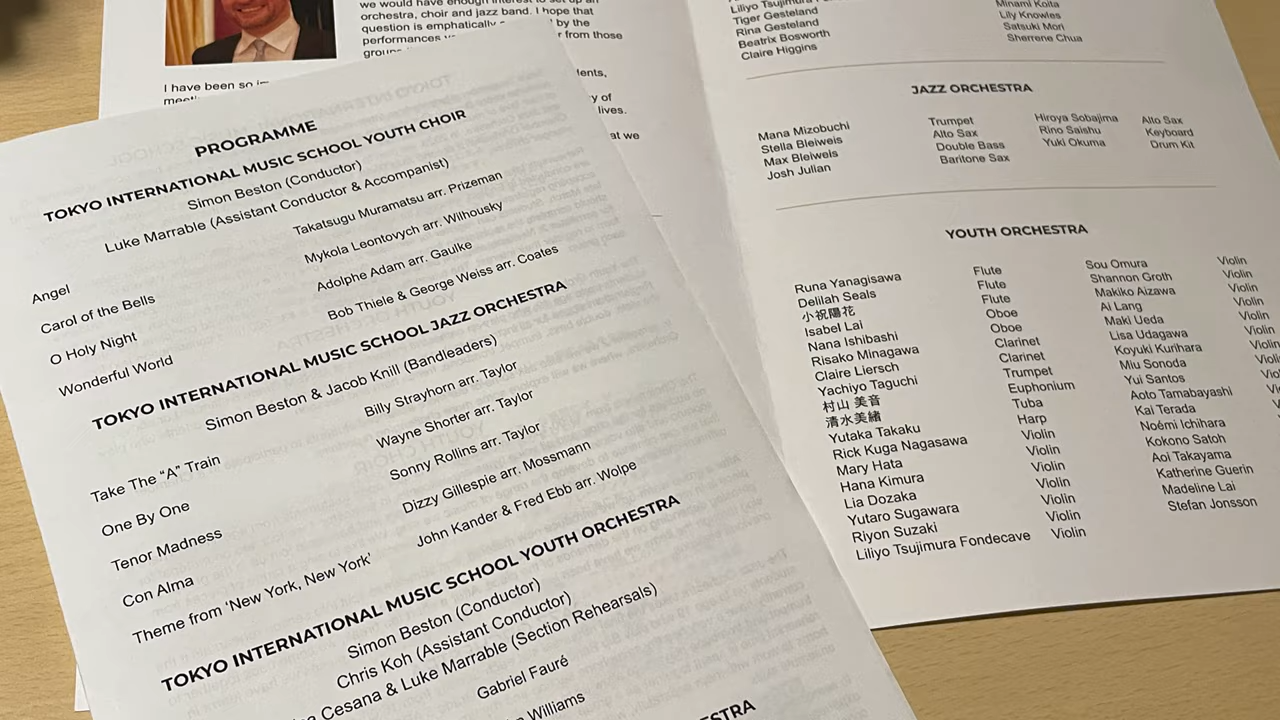 we would have enough interest to set up an
orchestra, choir and jazz band. I hope that
question is emphatically by the
performances from those
I have been so
lives.
at we
PROGRAMME
TOKYO INTERNATIONAL MUSIC SCHOOL YOUTH CHOIR
Simon Beston (Conductor)
Luke Marrable (Assistant Conductor & Accompanist)
Angel Takatsugu Muramatsu arr. Prizeman
Carol of the Bells Mykola Leontovych arr. Wilhousky
O Holy Night Adolphe Adam arr. Gaulke
Wonderful World Bob Thiele & George Weiss arr. Coates
TOKYO INTERNATIONAL MUSIC SCHOOL JAZZ ORCHESTRA
Simon Beston & Jacob Knill (Bandleaders)
Take The “A” Train Billy Strayhorn arr. Taylor
One By One Wayne Shorter arr. Taylor
Tenor Madness Sonny Rollins arr. Taylor
Con Alma Dizzy Gillespie arr. Mossmann
Theme from ‘New York, New York’ John Kander & Fred Ebb arr. Wolpe
TOKYO INTERNATIONAL MUSIC SCHOOL YOUTH ORCHESTRA
Simon Beston (Conductor)
Chris Koh (Assistant Conductor)
Cesana & Luke Marrable (Section Rehearsals)
Gabriel Fauré
Williams
Liliyo Tsujimura Minami Koita
Tiger Gesteland Lily Knowles
Rina Gesteland Satsuki Mori
Beatrix Bosworth Sherrene Chua
Claire Higgins
JAZZ ORCHESTRA
Mana Mizobuchi Trumpet Hiroya Sobajima Alto Sax
Stella Bleiweis Alto Sax Rino Saishu Keyboard
Max Bleiweis Double Bass Yuki Okuma Drum Kit
Josh Julian Baritone Sax
YOUTH ORCHESTRA
Runa Yanagisawa Flute Sou Omura Violin
Delilah Seals Flute Shannon Groth Violin
小祝陽花 Flute Makiko Aizawa Violin
Isabel Lai Oboe Ai Lang Violin
Nana Ishibashi Oboe Maki Ueda Violin
Risako Minagawa Clarinet Lisa Udagawa Violin
Claire Liersch Clarinet Koyuki Kurihara Violin
Yachiyo Taguchi Trumpet Miu Sonoda
村山 美音 Euphonium Yui Santos
清水美緒 Tuba Aoto Tamabayashi
Yutaka Takaku Harp Kai Terada
Rick Kuga Nagasawa Violin Noémi Ichihara
Mary Hata Violin Kokono Satoh
Hana Kimura Violin Aoi Takayama
Lia Dozaka Violin Katherine Guerin
Yutaro Sugawara Violin Madeline Lai
Riyon Suzaki Violin Stefan Jonsson
Liliyo Tsujimura Fondecave Violin